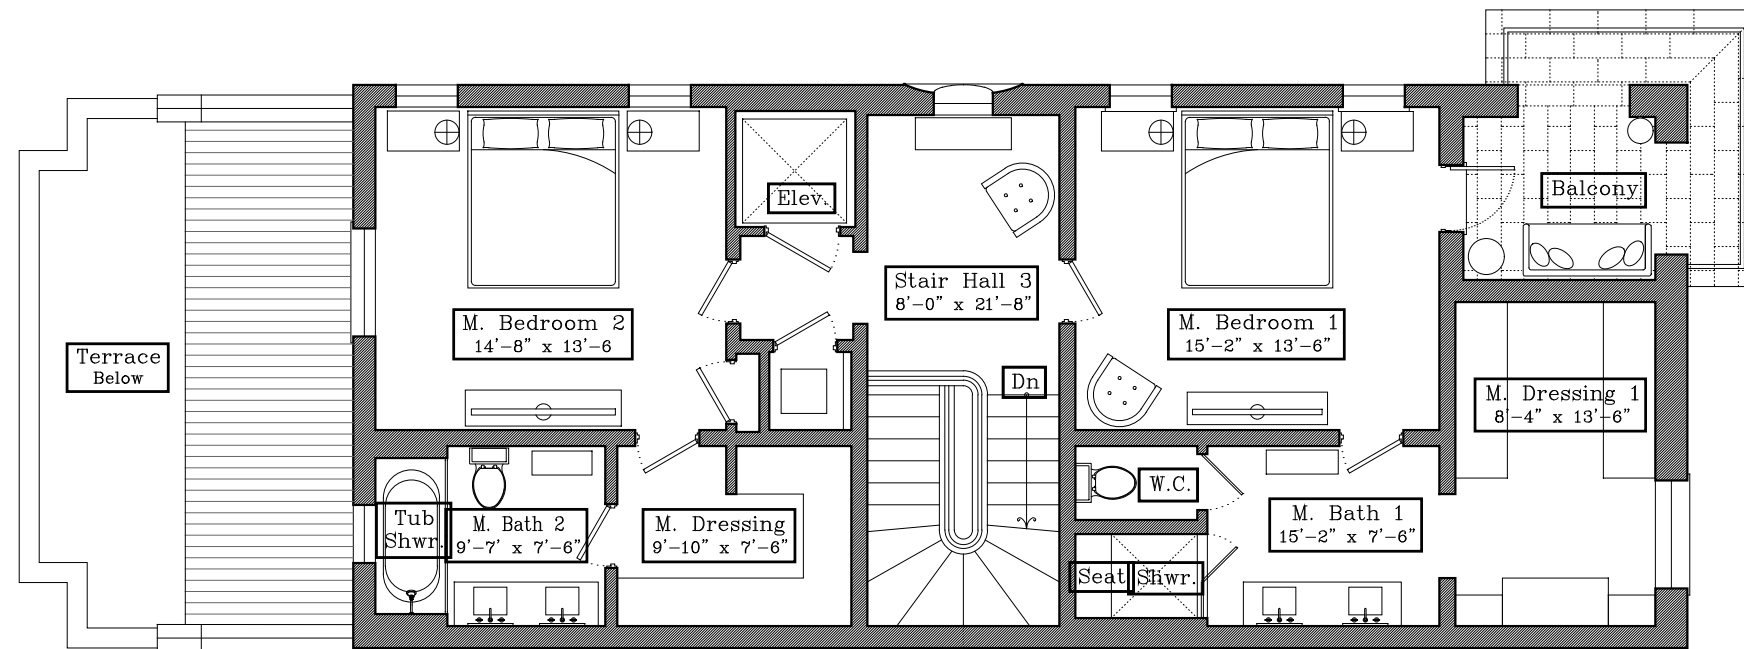 Elev.
Balcony
Stair Hall 3
8'-0" x 21'-8"
M. Bedroom 2
14'-8" x 13'-6
M. Bedroom 1
15'-2" x 13'-6"
Terrace
Below
Dn
M. Dressing 1
8'-4" x 13'-6"
W.C.
Tub
Shwr.
M. Bath 2
9'-7' x 7'-6"
M. Dressing
9'-10" x 7'-6"
M. Bath 1
15'-2" x 7'-6"
Seat
Shwr.